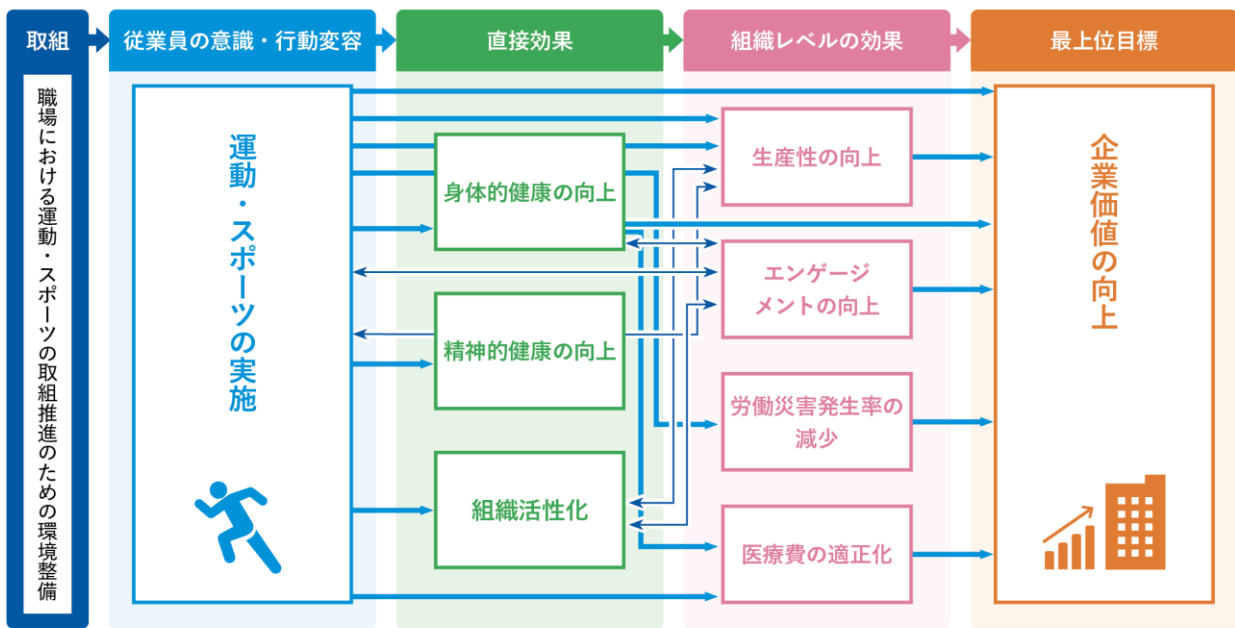 取組
従業員の意識・行動変容
直接効果
組織レベルの効果
最上位目標
職場における運動・スポーツの取組推進のための環境整備
運動・スポーツの実施
身体的健康の向上
精神的健康の向上
組織活性化
生産性の向上
エンゲージ
メントの向上
労働災害発生率の
減少
医療費の適正化
企業価値の向上